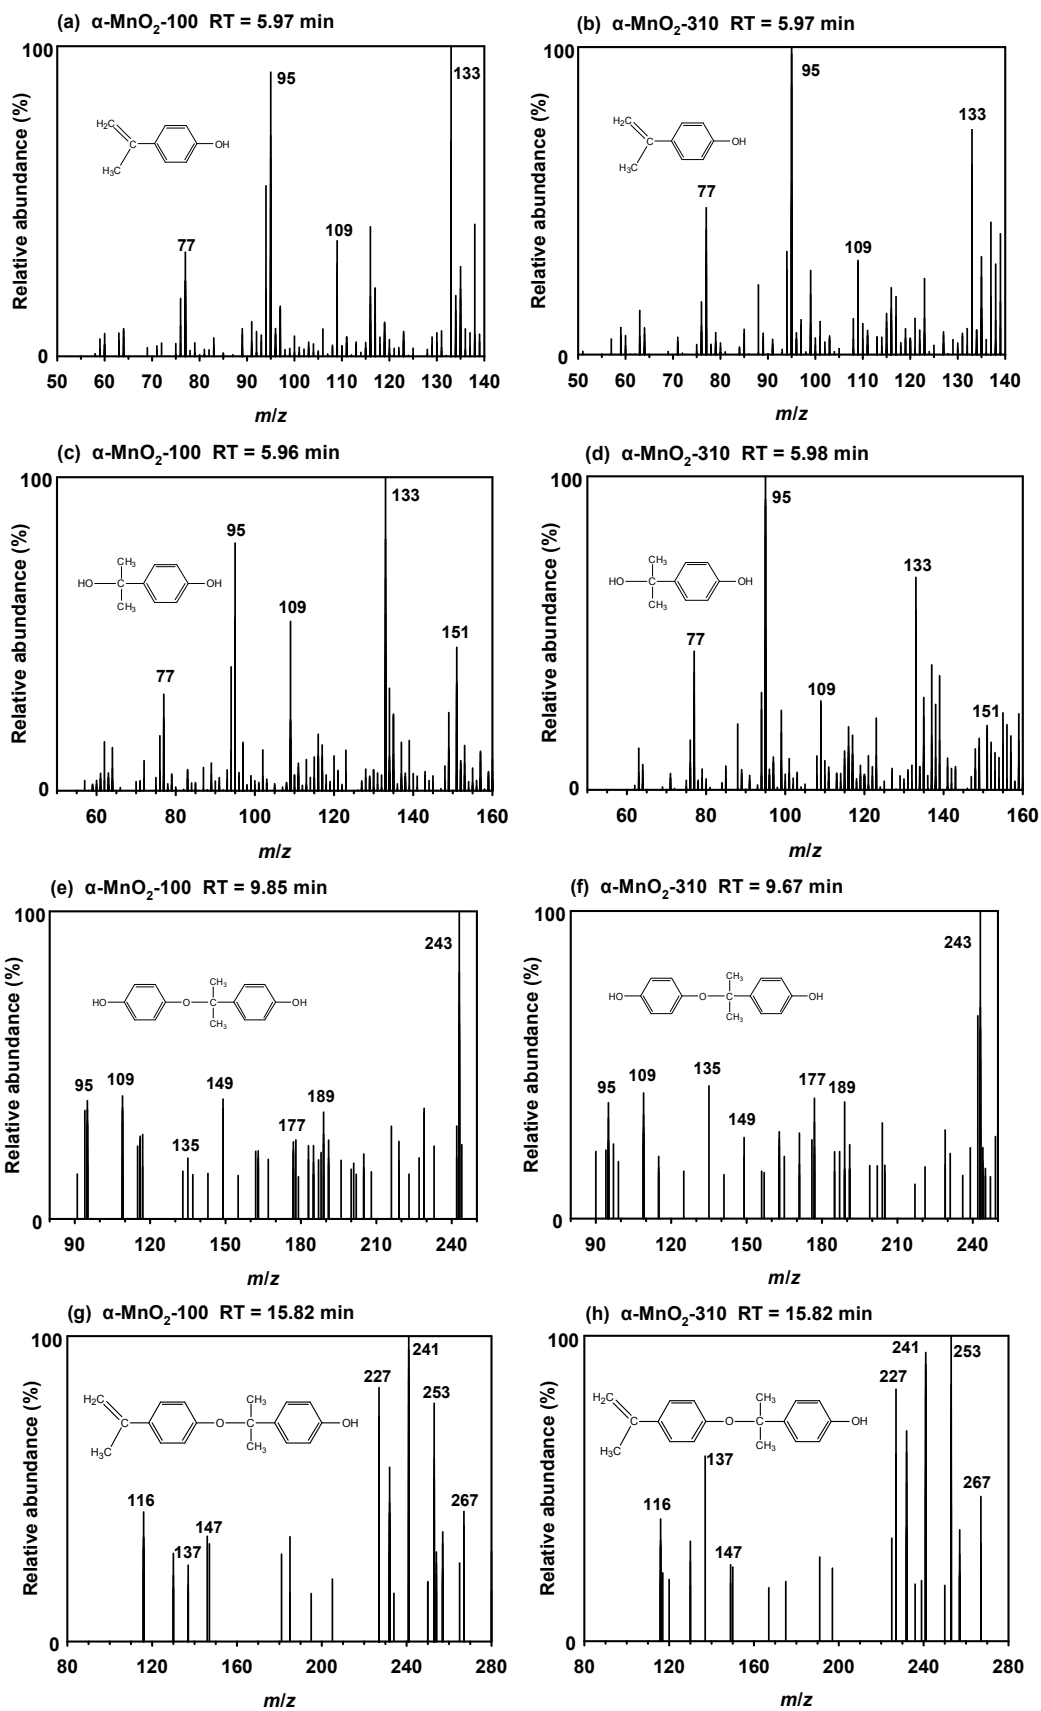 (a) α-MnO₂-100 RT = 5.97 min
100
95
133
H₂C
C
OH
H₃C
77
109
0
50 60 70 80 90 100 110 120 130 140
m/z
Relative abundance (%)
(b) α-MnO₂-310 RT = 5.97 min
100
95
133
H₂C
C
OH
H₃C
77
109
0
50 60 70 80 90 100 110 120 130 140
m/z
Relative abundance (%)
(c) α-MnO₂-100 RT = 5.96 min
100
133
95
CH₃
HO C OH
CH₃
109
151
77
0
60 80 100 120 140 160
m/z
Relative abundance (%)
(d) α-MnO₂-310 RT = 5.98 min
100
95
133
CH₃
HO C OH
CH₃
77
109
151
0
60 80 100 120 140 160
m/z
Relative abundance (%)
(e) α-MnO₂-100 RT = 9.85 min
100
243
CH₃
HO O C OH
CH₃
95 109 149
189
177
135
0
90 120 150 180 210 240
m/z
Relative abundance (%)
(f) α-MnO₂-310 RT = 9.67 min
100
243
CH₃
HO O C OH
CH₃
135
95 109 177 189
149
0
90 120 150 180 210 240
m/z
Relative abundance (%)
(g) α-MnO₂-100 RT = 15.82 min
100
241
227
253
H₂C CH₃
C O C OH
H₃C CH₃
116
267
147
137
0
80 120 160 200 240 280
m/z
Relative abundance (%)
(h) α-MnO₂-310 RT = 15.82 min
100
241 253
227
H₂C CH₃
C O C OH
H₃C CH₃
137
267
116
147
0
80 120 160 200 240 280
m/z
Relative abundance (%)